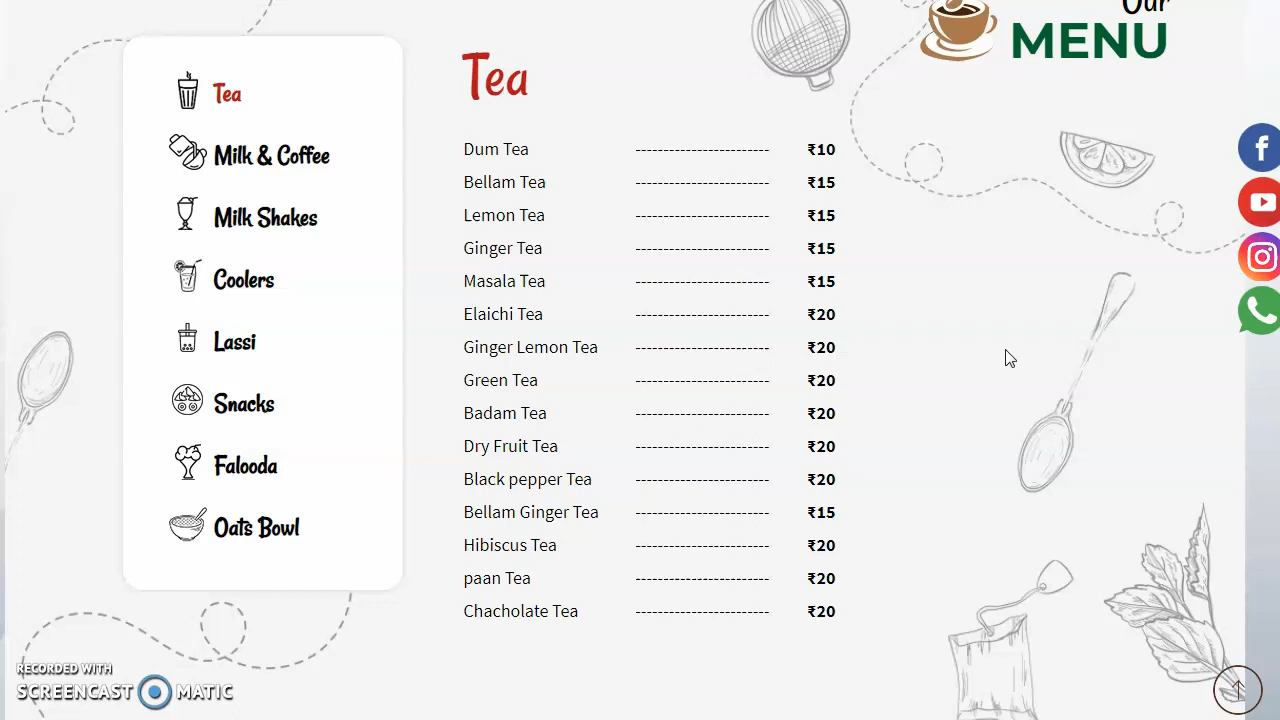 Our
MENU
Tea
Milk & Coffee
Milk Shakes
Coolers
Lassi
Snacks
Falooda
Oats Bowl
Tea
Dum Tea ----------------------- ₹10
Bellam Tea ----------------------- ₹15
Lemon Tea ----------------------- ₹15
Ginger Tea ----------------------- ₹15
Masala Tea ----------------------- ₹15
Elaichi Tea ----------------------- ₹20
Ginger Lemon Tea ----------------------- ₹20
Green Tea ----------------------- ₹20
Badam Tea ----------------------- ₹20
Dry Fruit Tea ----------------------- ₹20
Black pepper Tea ----------------------- ₹20
Bellam Ginger Tea ----------------------- ₹15
Hibiscus Tea ----------------------- ₹20
paan Tea ----------------------- ₹20
Chacholate Tea ----------------------- ₹20
RECORDED WITH
SCREENCAST MATIC